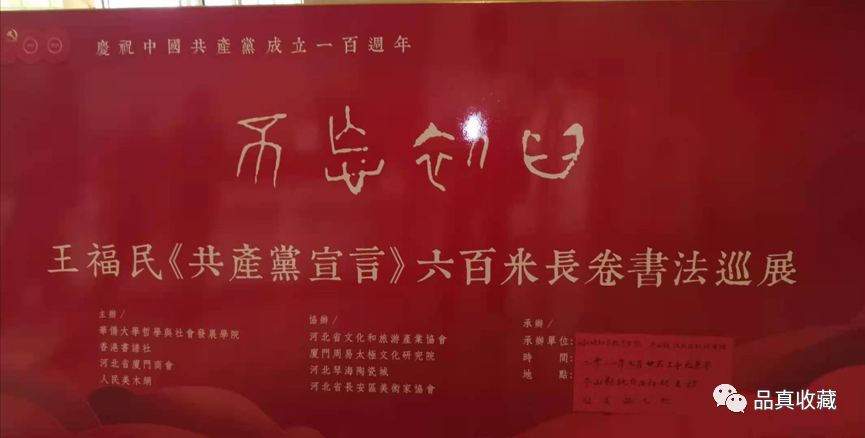 慶祝中國共產黨成立一百週年
不忘初心
王福民《共產黨宣言》六百米長卷書法巡展
主辦/
華僑大學哲學與社會發展學院
香港書譜社
河北省廈門商會
人民美术網
協辦/
河北省文化和旅游產業協會
廈門周易太極文化研究院
河北琴海陶瓷城
河北省長安區美術家協會
承辦/
承辦單位:
時 間:
地 點:
品真收藏